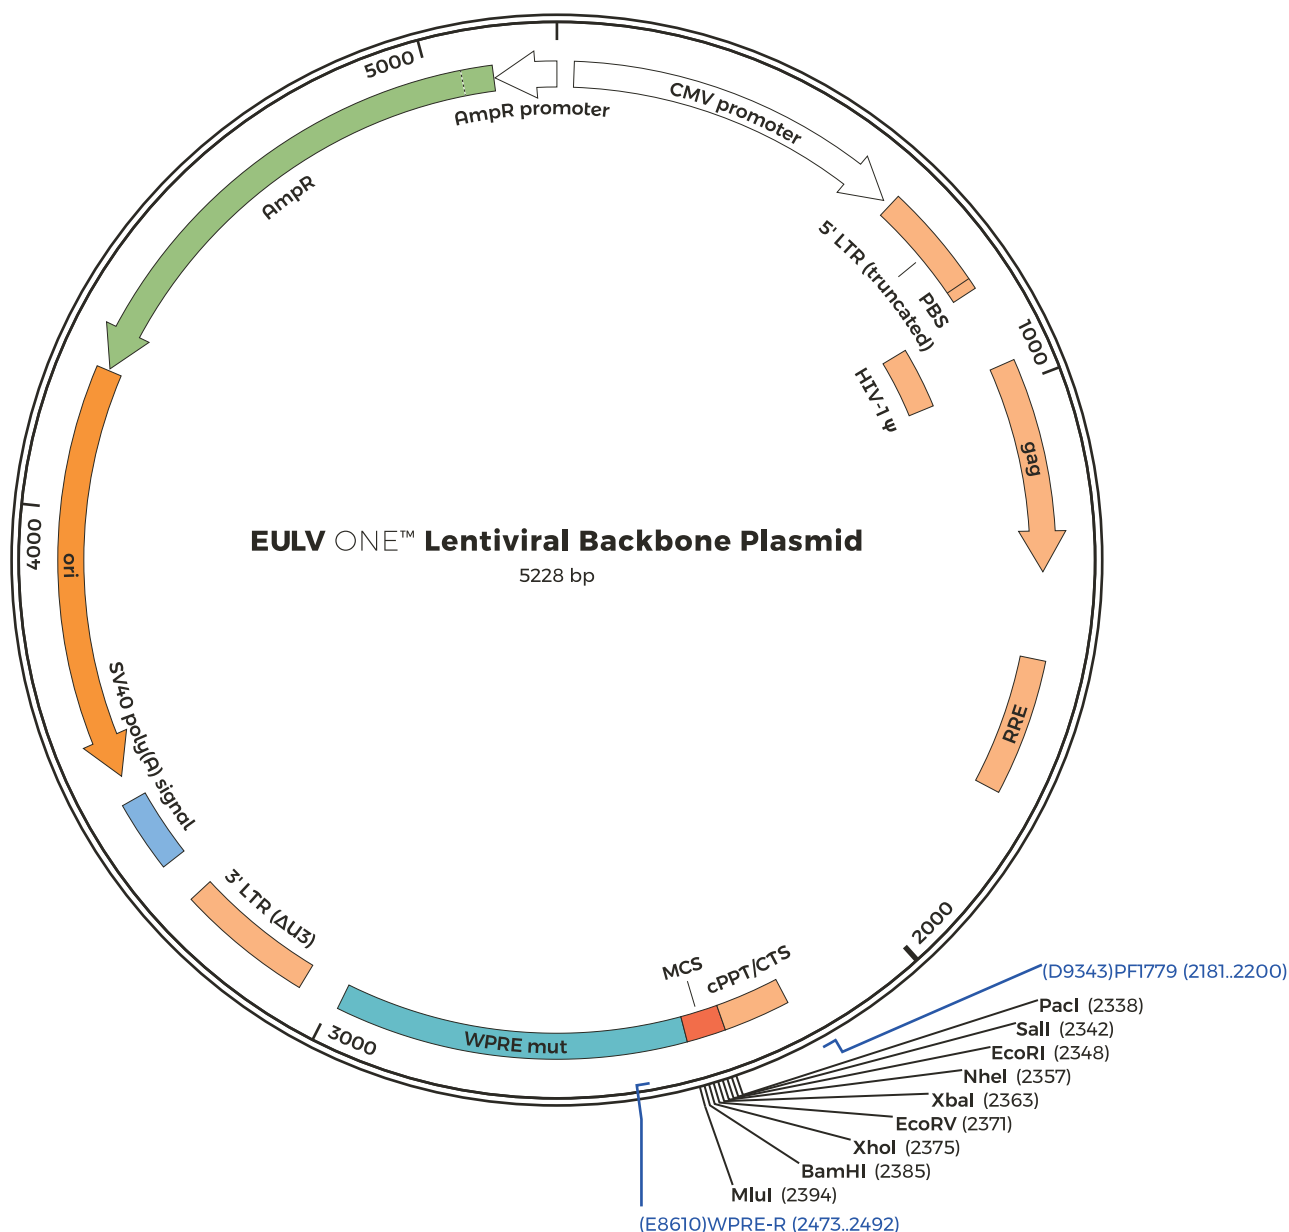 5000
AmpR promoter
CMV promoter
AmpR
5' LTR (truncated)
PBS
1000
HIV-1 Ψ
gag
4000
ori
EULV ONE™ Lentiviral Backbone Plasmid
5228 bp
RRE
SV40 poly(A) signal
3' LTR (ΔU3)
2000
MCS
cPPT/CTS
WPRE mut
3000
(D9343)PF1779 (2181..2200)
PacI (2338)
SalI (2342)
EcoRI (2348)
NheI (2357)
XbaI (2363)
EcoRV (2371)
XhoI (2375)
BamHI (2385)
MluI (2394)
(E8610)WPRE-R (2473..2492)